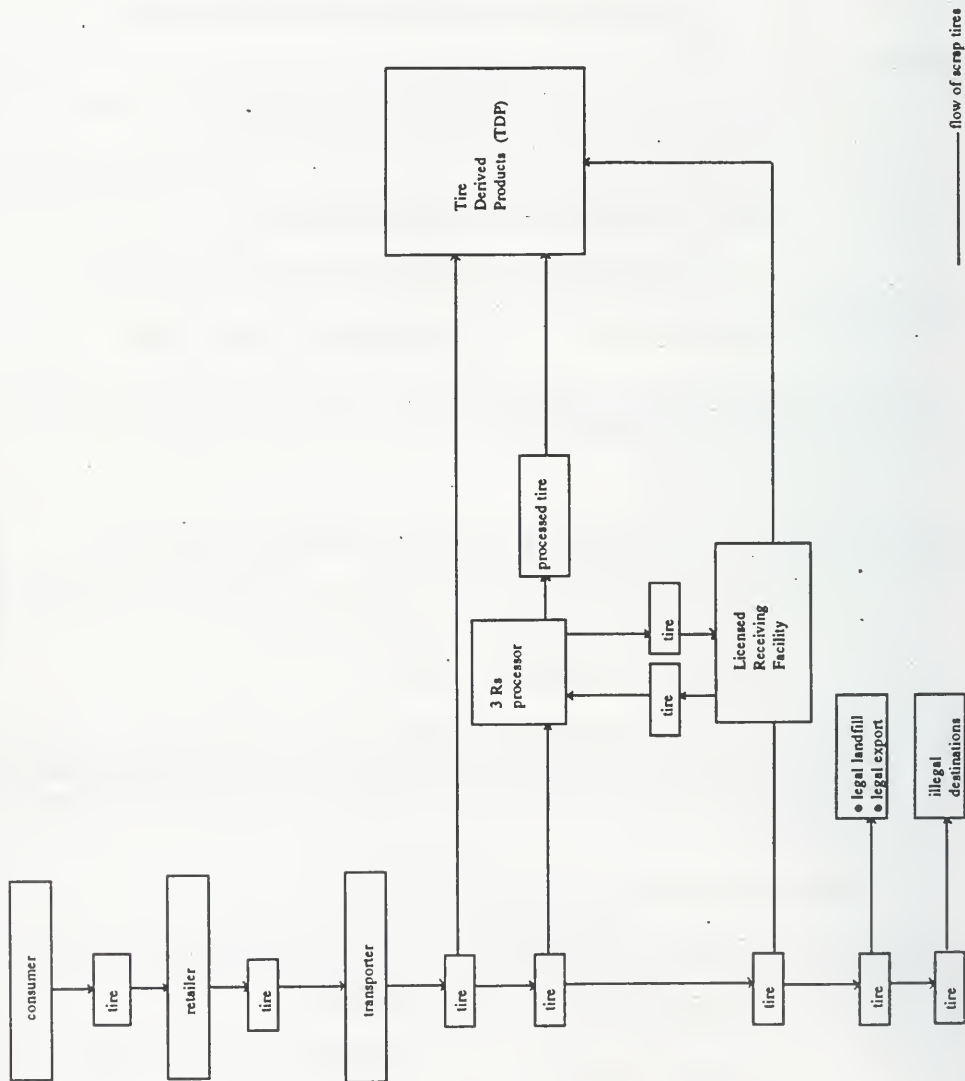 consumer
tire
retailer
tire
transporter
tire
tire
tire
tire
tire
3 Rs
processor
processed tire
tire
tire
Licensed
Receiving
Facility
Tire
Derived
Products (TDP)
• legal landfill
• legal export
illegal
destinations
flow of scrap tires